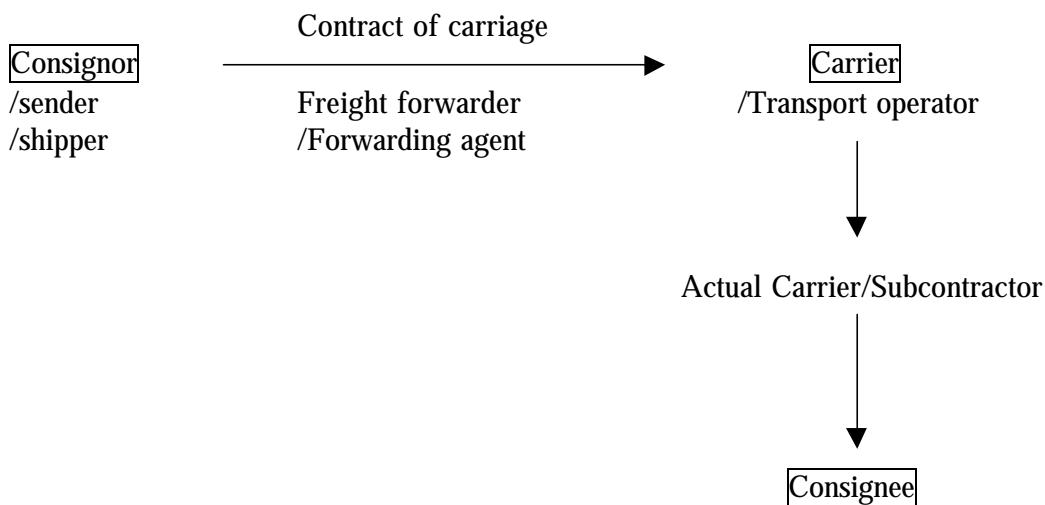 Contract of carriage
Consignor
Carrier
/sender
Freight forwarder
/Transport operator
/shipper
/Forwarding agent
Actual Carrier/Subcontractor
Consignee